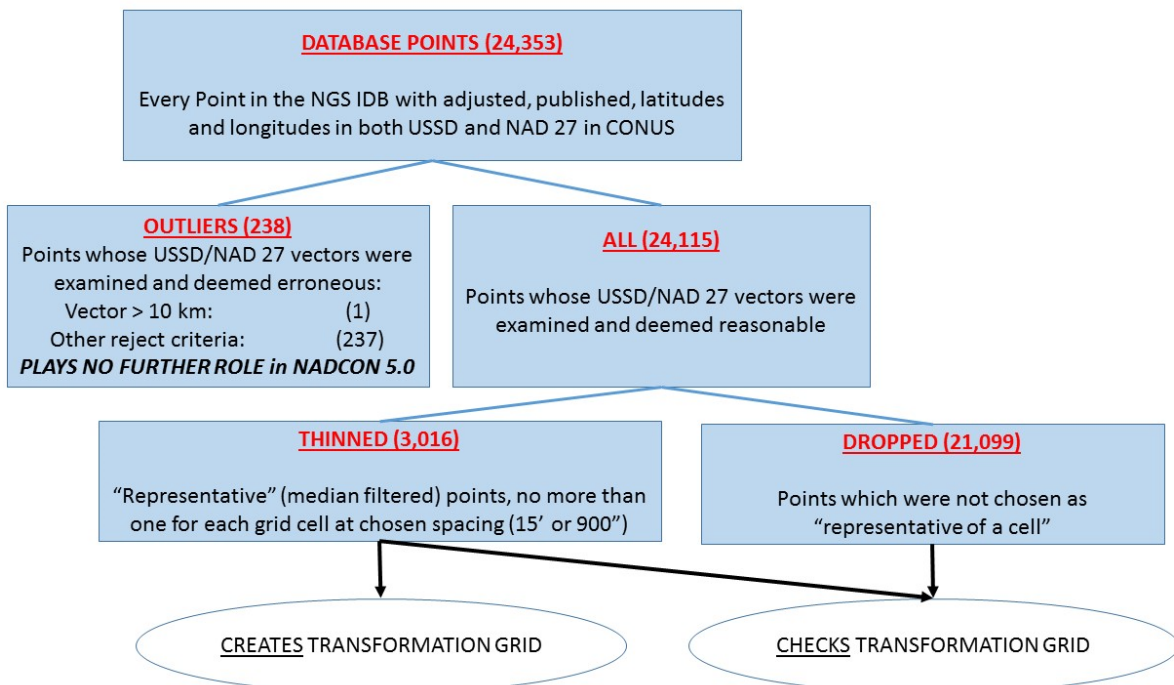 DATABASE POINTS (24,353)
Every Point in the NGS IDB with adjusted, published, latitudes
and longitudes in both USSD and NAD 27 in CONUS
OUTLIERS (238)
Points whose USSD/NAD 27 vectors were
examined and deemed erroneous:
Vector > 10 km: (1)
Other reject criteria: (237)
PLAYS NO FURTHER ROLE in NADCON 5.0
ALL (24,115)
Points whose USSD/NAD 27 vectors were
examined and deemed reasonable
THINNED (3,016)
“Representative” (median filtered) points, no more than
one for each grid cell at chosen spacing (15’ or 900”)
DROPPED (21,099)
Points which were not chosen as
“representative of a cell”
CREATES TRANSFORMATION GRID
CHECKS TRANSFORMATION GRID